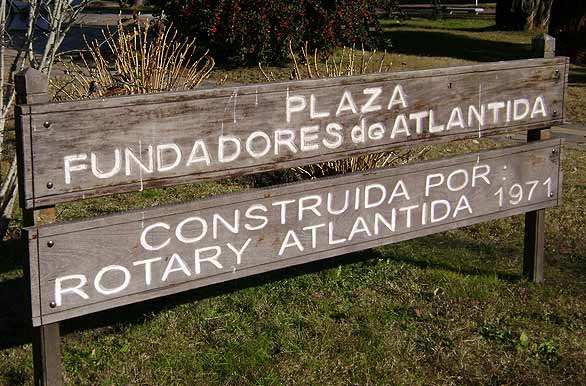 PLAZA
FUNDADORES de ATLANTIDA
CONSTRUIDA POR:
ROTARY ATLANTIDA 1971